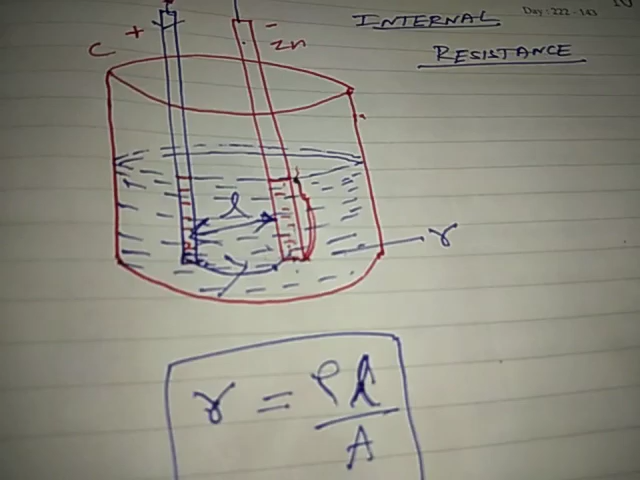 INTERNAL
RESISTANCE
Day : 222 - 143
C + - Zn
l
r
r = ρl/A